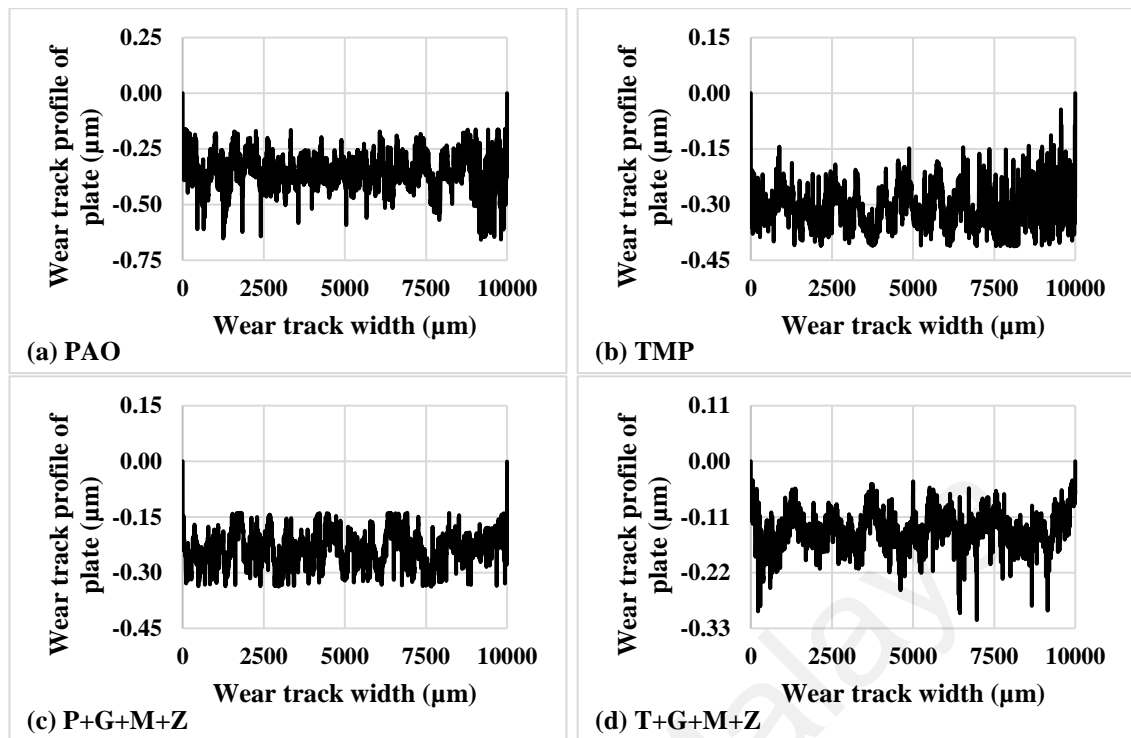 Wear track profile of
plate (µm)
0.25
0.00
-0.25
-0.50
-0.75
0 2500 5000 7500 10000
Wear track width (µm)
(a) PAO
Wear track profile of
plate (µm)
0.15
0.00
-0.15
-0.30
-0.45
0 2500 5000 7500 10000
Wear track width (µm)
(b) TMP
Wear track profile of
plate (µm)
0.15
0.00
-0.15
-0.30
-0.45
0 2500 5000 7500 10000
Wear track width (µm)
(c) P+G+M+Z
Wear track profile of
plate (µm)
0.11
0.00
-0.11
-0.22
-0.33
0 2500 5000 7500 10000
Wear track width (µm)
(d) T+G+M+Z